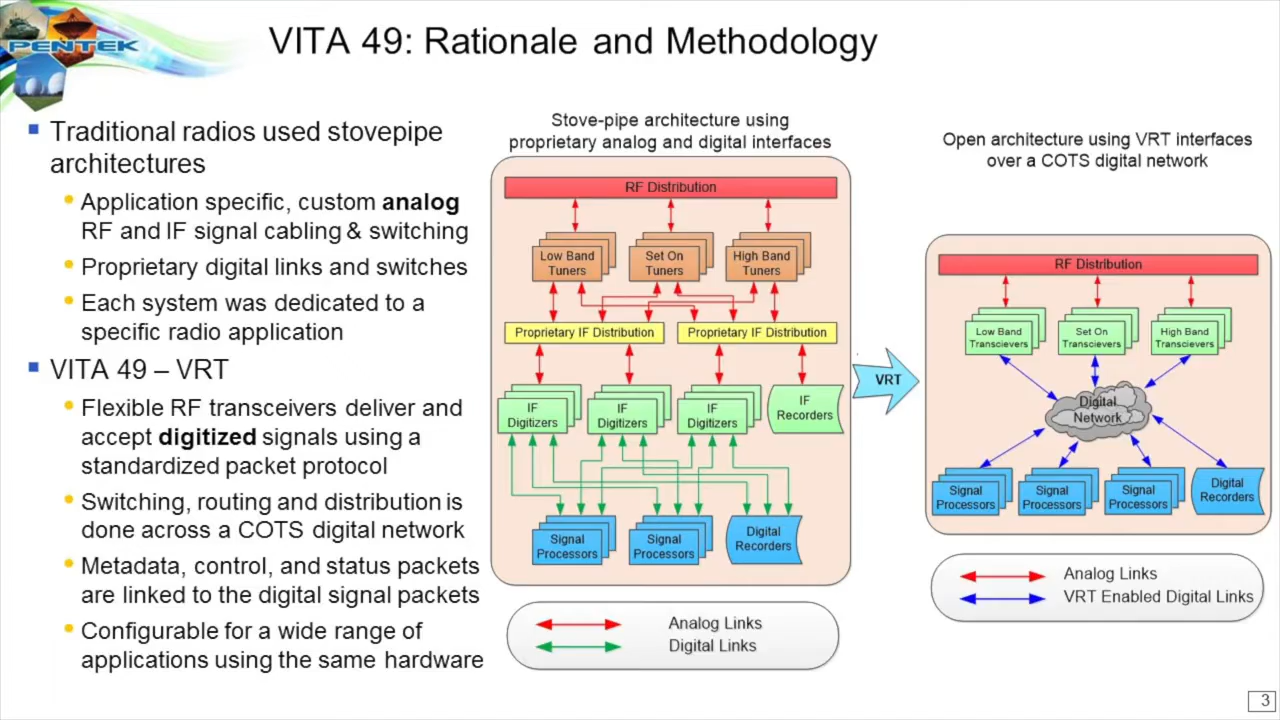 PENTEK
VITA 49: Rationale and Methodology
Traditional radios used stovepipe
architectures
Application specific, custom analog
RF and IF signal cabling & switching
Proprietary digital links and switches
Each system was dedicated to a
specific radio application
VITA 49 – VRT
Flexible RF transceivers deliver and
accept digitized signals using a
standardized packet protocol
Switching, routing and distribution is
done across a COTS digital network
Metadata, control, and status packets
are linked to the digital signal packets
Configurable for a wide range of
applications using the same hardware
Stove-pipe architecture using
proprietary analog and digital interfaces
RF Distribution
Low Band
Tuners
Set On
Tuners
High Band
Tuners
Proprietary IF Distribution
Proprietary IF Distribution
IF
Digitizers
IF
Digitizers
IF
Digitizers
IF
Recorders
Signal
Processors
Signal
Processors
Digital
Recorders
Analog Links
Digital Links
VRT
Open architecture using VRT interfaces
over a COTS digital network
RF Distribution
Low Band
Transcievers
Set On
Transcievers
High Band
Transcievers
Digital
Network
Signal
Processors
Signal
Processors
Signal
Processors
Digital
Recorders
Analog Links
VRT Enabled Digital Links
3